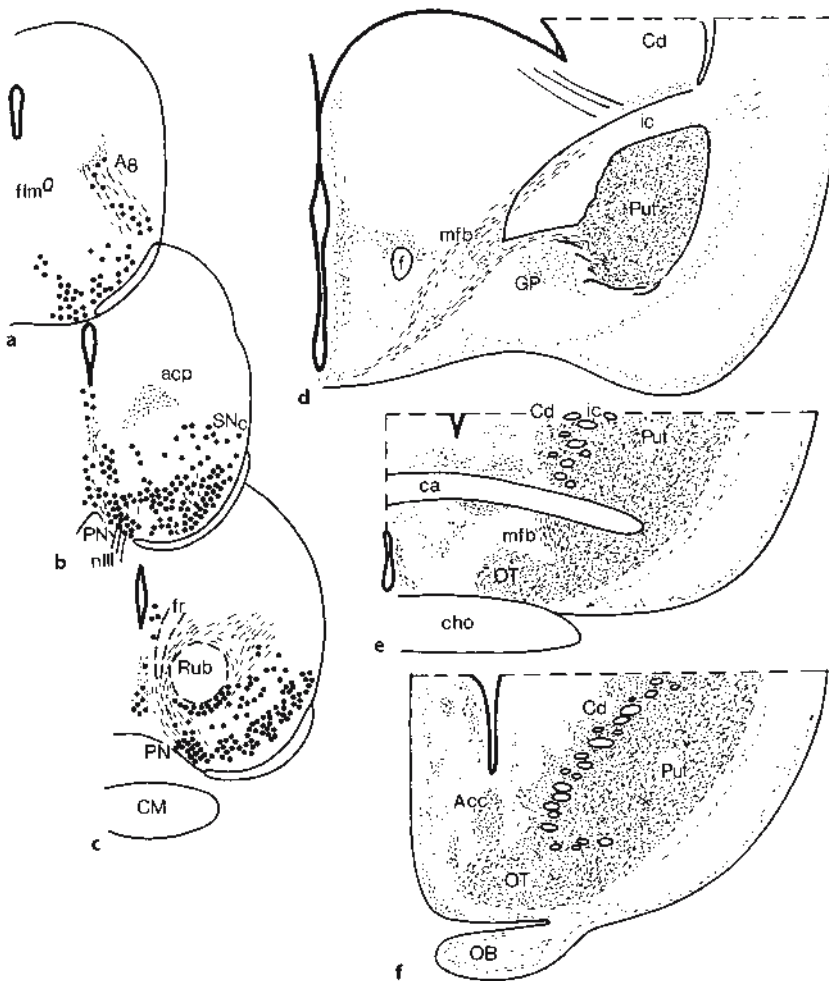 flm
A8
a
acp
SNc
PN
nIII
b
fr
Rub
PN
CM
c
Cd
ic
Put
mfb
f
GP
d
Cd
ic
Put
ca
mfb
OT
cho
e
Cd
Put
Acc
OT
OB
f